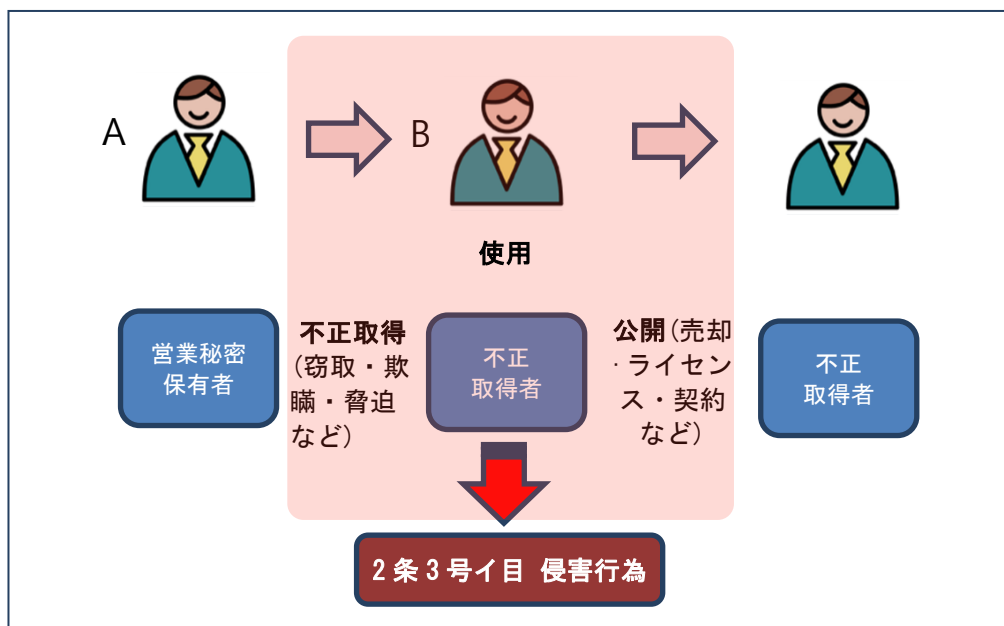 A
B
使用
営業秘密
保有者
不正取得
(窃取・欺
瞞・脅迫
など)
不正
取得者
公開(売却
・ライセン
ス・契約
など)
不正
取得者
2条3号イ目 侵害行為